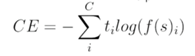 CE = -\sum_{i}^{C} t_i log(f(s)_i)